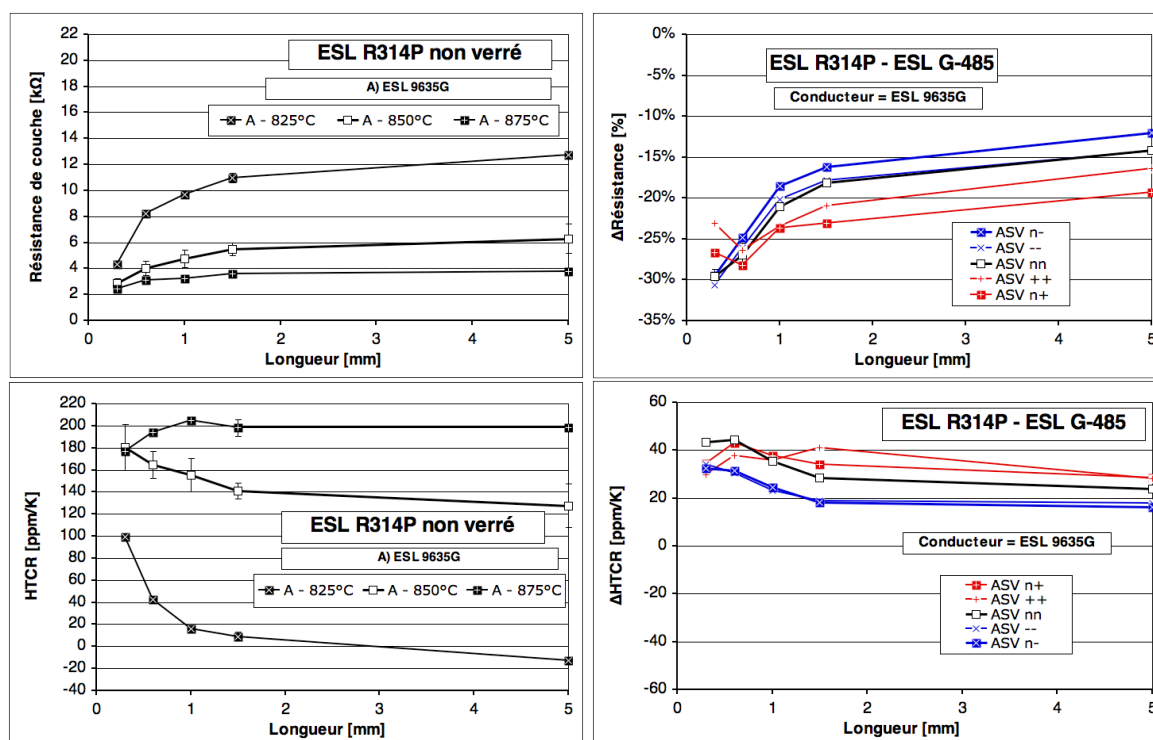 ESL R314P non verré
A) ESL 9635G
A - 825°C A - 850°C A - 875°C
Résistance de couche [kΩ]
22
20
18
16
14
12
10
8
6
4
2
0
0 1 2 3 4 5
Longueur [mm]
ESL R314P - ESL G-485
Conducteur = ESL 9635G
ΔRésistance [%]
0%
-5%
-10%
-15%
-20%
-25%
-30%
-35%
ASV n-
ASV --
ASV nn
ASV ++
ASV n+
0 1 2 3 4 5
Longueur [mm]
HTCR [ppm/K]
220
200
180
160
140
120
100
80
60
40
20
0
-20
-40
ESL R314P non verré
A) ESL 9635G
A - 825°C A - 850°C A - 875°C
0 1 2 3 4 5
Longueur [mm]
ESL R314P - ESL G-485
ΔHTCR [ppm/K]
60
40
20
0
-20
-40
-60
Conducteur = ESL 9635G
ASV n+
ASV ++
ASV nn
ASV --
ASV n-
0 1 2 3 4 5
Longueur [mm]